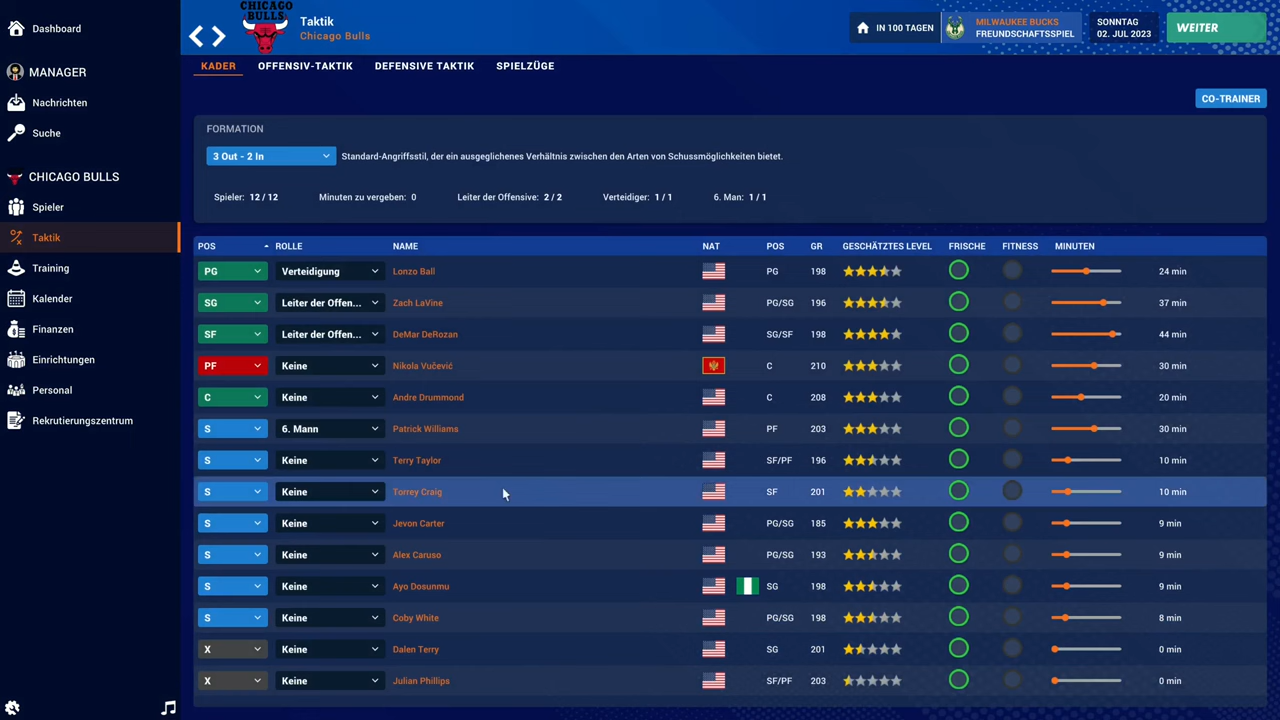 Dashboard
MANAGER
Nachrichten
Suche
CHICAGO BULLS
Spieler
Taktik
Training
Kalender
Finanzen
Einrichtungen
Personal
Rekrutierungszentrum
CHICAGO BULLS
Taktik
Chicago Bulls
IN 100 TAGEN
MILWAUKEE BUCKS
FREUNDSCHAFTSSPIEL
SONNTAG
02. JUL 2023
WEITER
KADER OFFENSIV-TAKTIK DEFENSIVE TAKTIK SPIELZÜGE
CO-TRAINER
FORMATION
3 Out - 2 In Standard-Angriffsstil, der ein ausgeglichenes Verhältnis zwischen den Arten von Schussmöglichkeiten bietet.
Spieler: 12 / 12 Minuten zu vergeben: 0 Leiter der Offensive: 2 / 2 Verteidiger: 1 / 1 6. Man: 1 / 1
POS ROLLE NAME NAT POS GR GESCHÄTZTES LEVEL FRISCHE FITNESS MINUTEN
PG Verteidigung Lonzo Ball PG 198 24 min
SG Leiter der Offen... Zach LaVine PG/SG 196 37 min
SF Leiter der Offen... DeMar DeRozan SG/SF 198 44 min
PF Keine Nikola Vučević C 210 30 min
C Keine Andre Drummond C 208 20 min
S 6. Mann Patrick Williams PF 203 30 min
S Keine Terry Taylor SF/PF 196 10 min
S Keine Torrey Craig SF 201 10 min
S Keine Jevon Carter PG/SG 185 9 min
S Keine Alex Caruso PG/SG 193 9 min
S Keine Ayo Dosunmu SG 198 9 min
S Keine Coby White PG/SG 198 8 min
X Keine Dalen Terry SG 201 0 min
X Keine Julian Phillips SF/PF 203 0 min